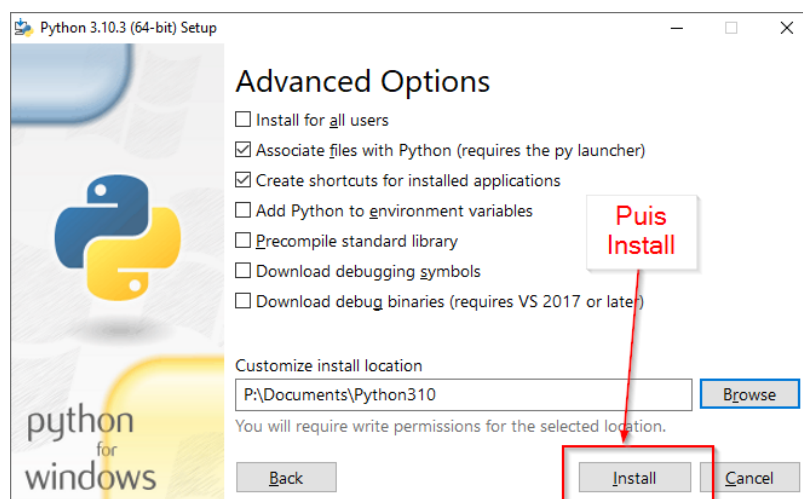 Python 3.10.3 (64-bit) Setup
Advanced Options
Install for all users
Associate files with Python (requires the py launcher)
Create shortcuts for installed applications
Add Python to environment variables
Precompile standard library
Download debugging symbols
Download debug binaries (requires VS 2017 or later)
Puis
Install
Customize install location
P:\Documents\Python310
Browse
You will require write permissions for the selected location.
python
for
windows
Back
Install
Cancel